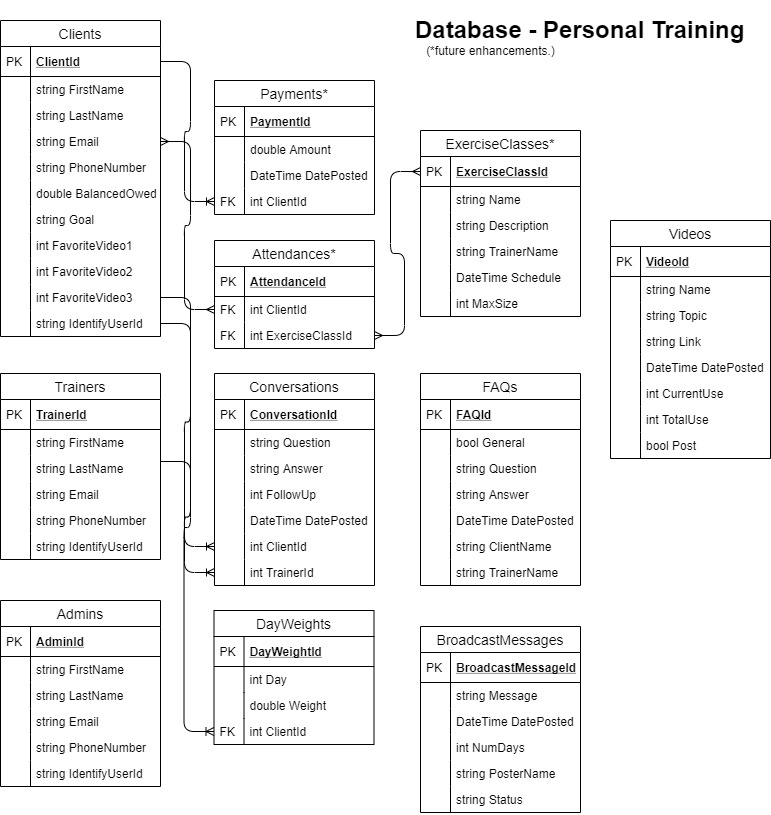 Database - Personal Training
(*future enhancements.)
Clients
PK ClientId
string FirstName
string LastName
string Email
string PhoneNumber
double BalancedOwed
string Goal
int FavoriteVideo1
int FavoriteVideo2
int FavoriteVideo3
string IdentifyUserId
Payments*
PK PaymentId
double Amount
DateTime DatePosted
FK int ClientId
Attendances*
PK AttendanceId
FK int ClientId
FK int ExerciseClassId
ExerciseClasses*
PK ExerciseClassId
string Name
string Description
string TrainerName
DateTime Schedule
int MaxSize
Videos
PK VideoId
string Name
string Topic
string Link
DateTime DatePosted
int CurrentUse
int TotalUse
bool Post
Trainers
PK TrainerId
string FirstName
string LastName
string Email
string PhoneNumber
string IdentifyUserId
Conversations
PK ConversationId
string Question
string Answer
int FollowUp
DateTime DatePosted
int ClientId
int TrainerId
FAQs
PK FAQId
bool General
string Question
string Answer
DateTime DatePosted
string ClientName
string TrainerName
Admins
PK AdminId
string FirstName
string LastName
string Email
string PhoneNumber
string IdentifyUserId
DayWeights
PK DayWeightId
int Day
double Weight
FK int ClientId
BroadcastMessages
PK BroadcastMessageId
string Message
DateTime DatePosted
int NumDays
string PosterName
string Status